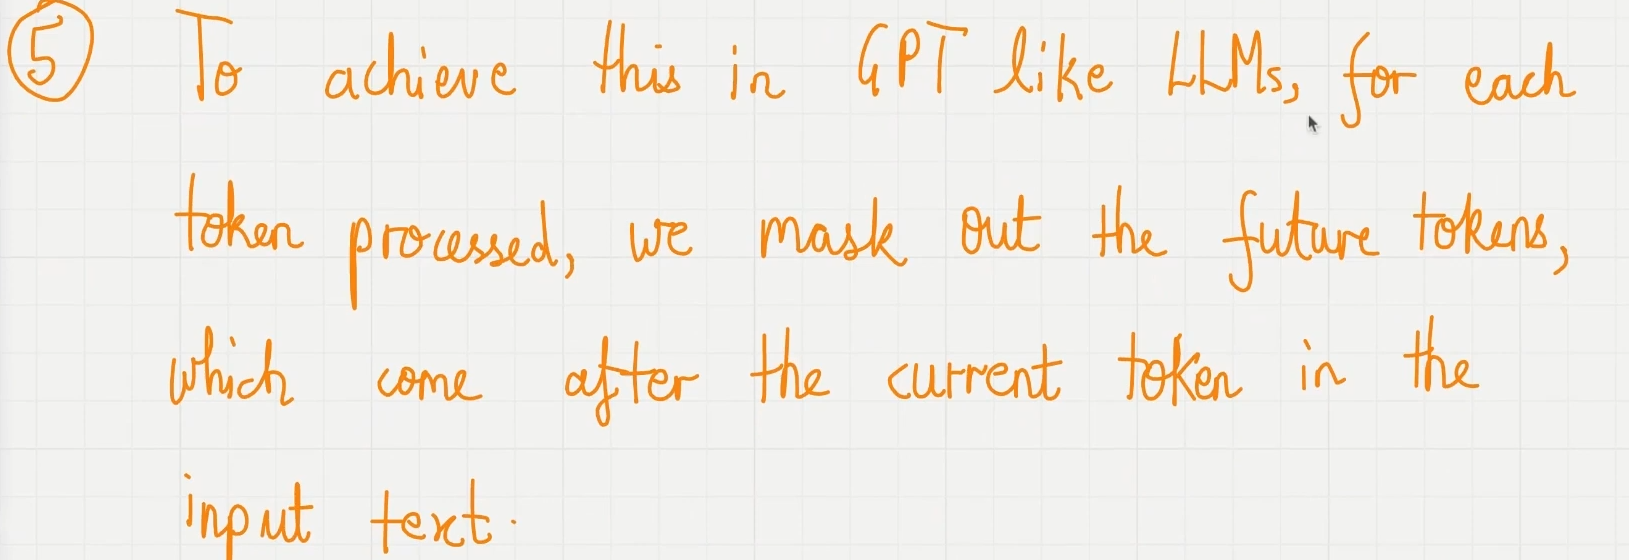 5 To achieve this in GPT like LLMs, for each
token processed, we mask out the future tokens,
which come after the current token in the
input text.